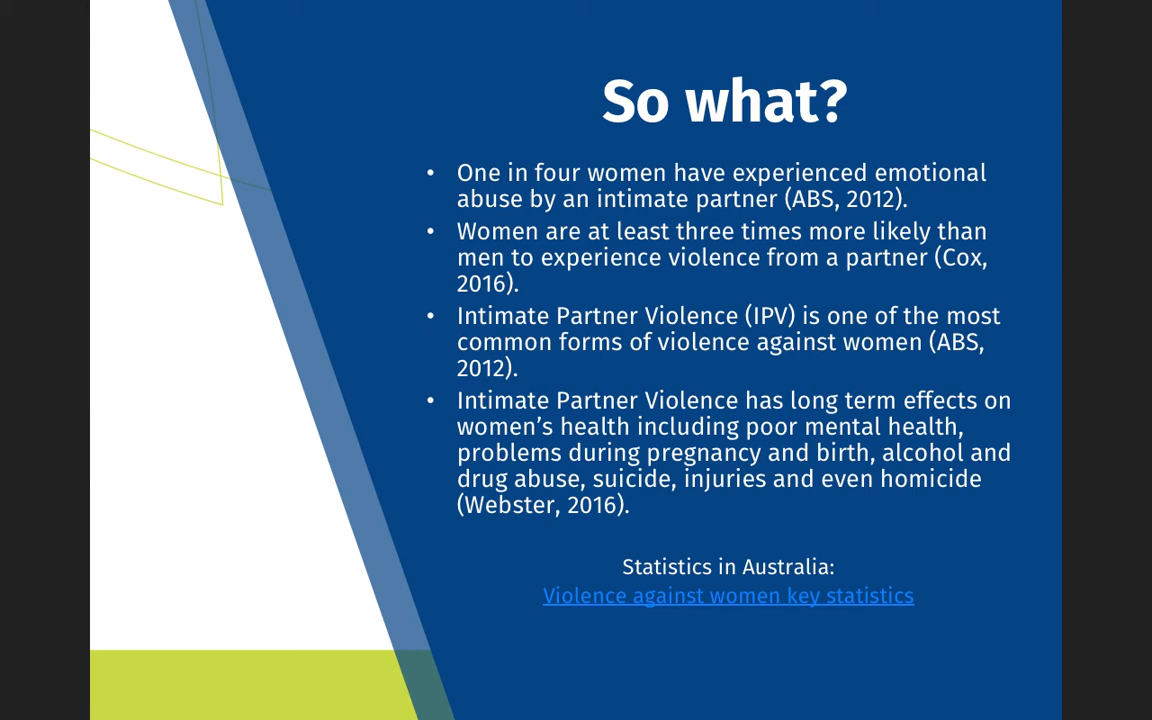 So what?
• One in four women have experienced emotional
abuse by an intimate partner (ABS, 2012).
• Women are at least three times more likely than
men to experience violence from a partner (Cox,
2016).
• Intimate Partner Violence (IPV) is one of the most
common forms of violence against women (ABS,
2012).
• Intimate Partner Violence has long term effects on
women’s health including poor mental health,
problems during pregnancy and birth, alcohol and
drug abuse, suicide, injuries and even homicide
(Webster, 2016).
Statistics in Australia:
Violence against women key statistics